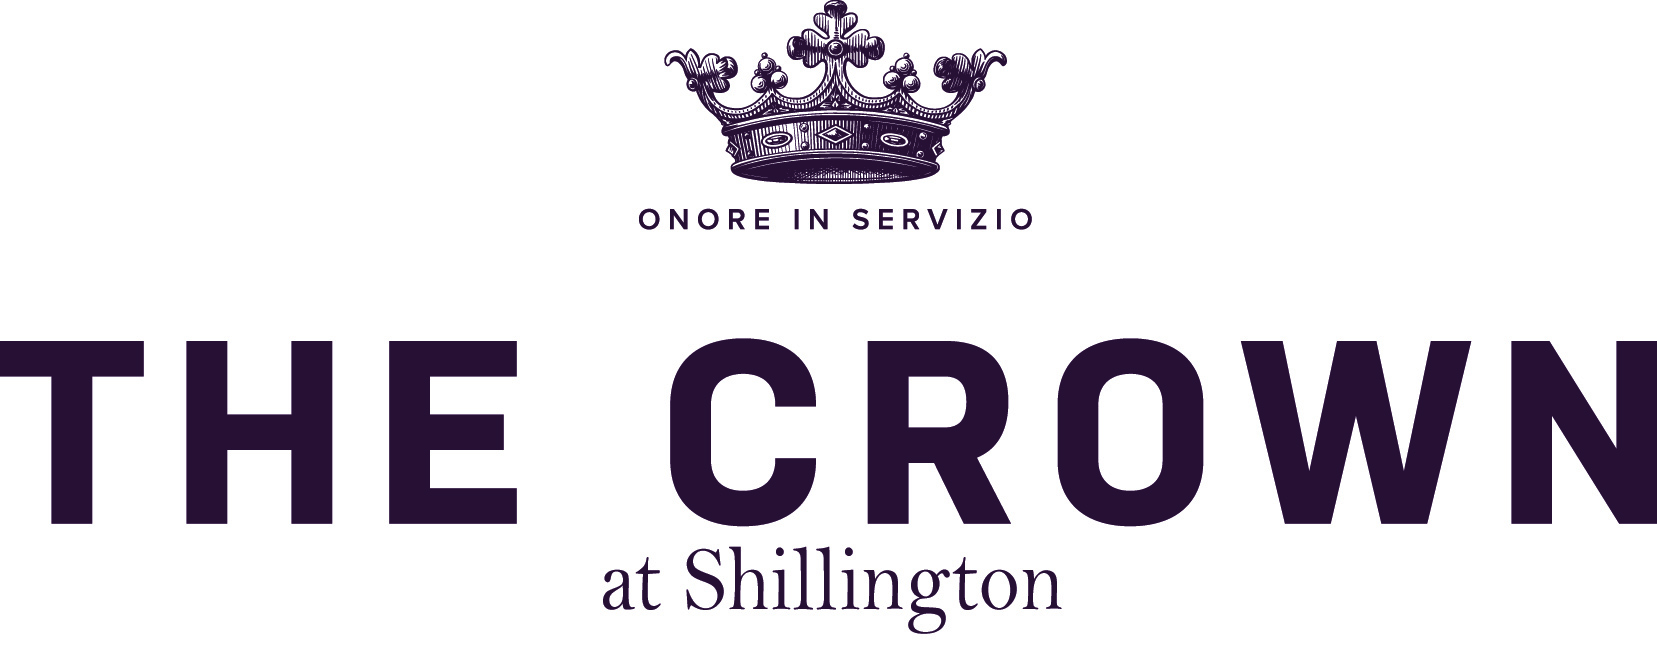 ONORE IN SERVIZIO
THE CROWN
at Shillington